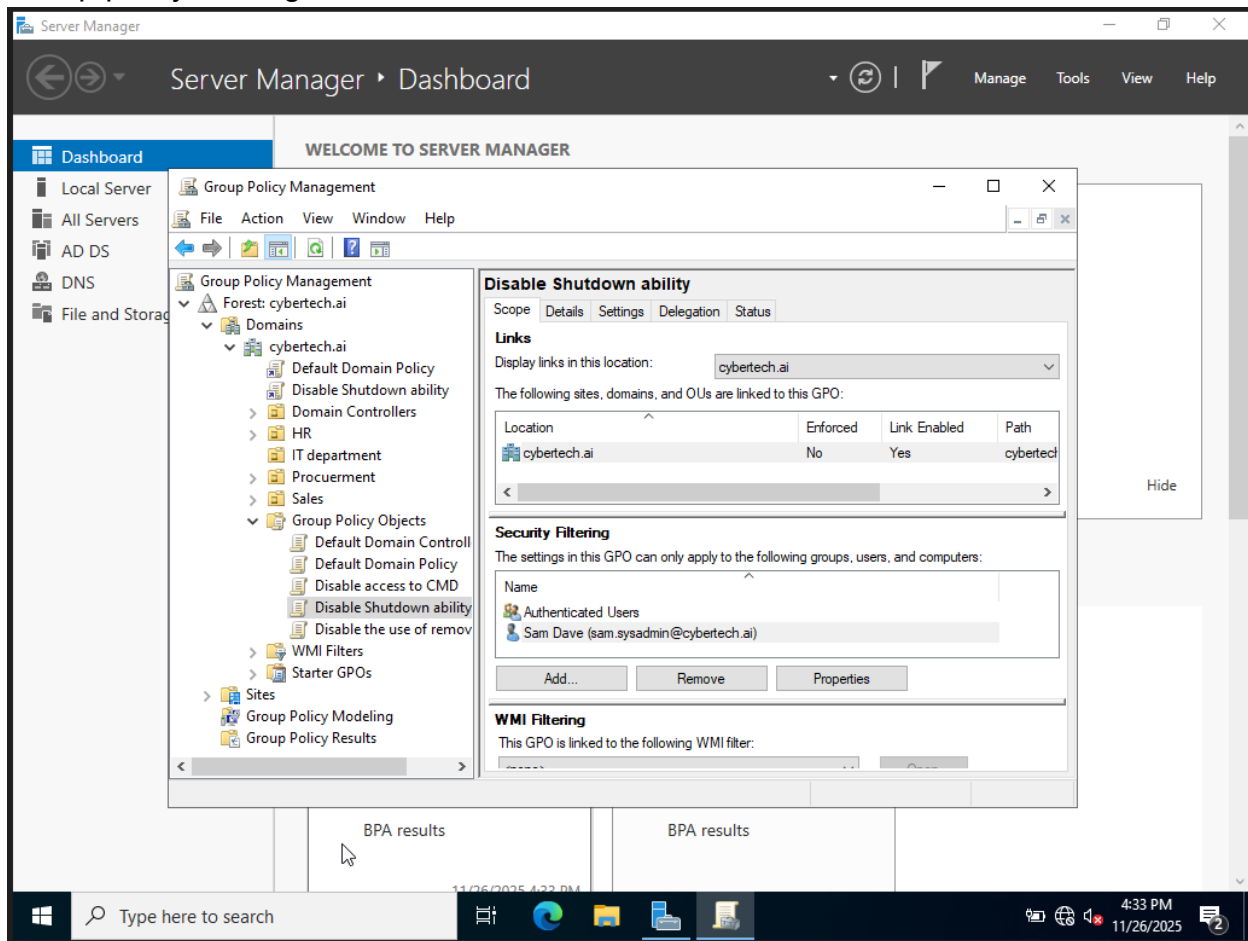 Server Manager
Server Manager ‣ Dashboard
Manage Tools View Help
Dashboard
Local Server
All Servers
AD DS
DNS
File and Storag
WELCOME TO SERVER MANAGER
Group Policy Management
File Action View Window Help
Group Policy Management
Forest: cybertech.ai
Domains
cybertech.ai
Default Domain Policy
Disable Shutdown ability
Domain Controllers
HR
IT department
Procuerment
Sales
Group Policy Objects
Default Domain Controll
Default Domain Policy
Disable access to CMD
Disable Shutdown ability
Disable the use of remov
WMI Filters
Starter GPOs
Sites
Group Policy Modeling
Group Policy Results
Disable Shutdown ability
Scope Details Settings Delegation Status
Links
Display links in this location: cybertech.ai
The following sites, domains, and OUs are linked to this GPO:
Location Enforced Link Enabled Path
cybertech.ai No Yes cybertech
Security Filtering
The settings in this GPO can only apply to the following groups, users, and computers:
Name
Authenticated Users
Sam Dave (sam.sysadmin@cybertech.ai)
Add... Remove Properties
WMI Filtering
This GPO is linked to the following WMI filter:
Hide
BPA results
BPA results
11/26/2025 4:33 PM
Type here to search
4:33 PM
11/26/2025
2